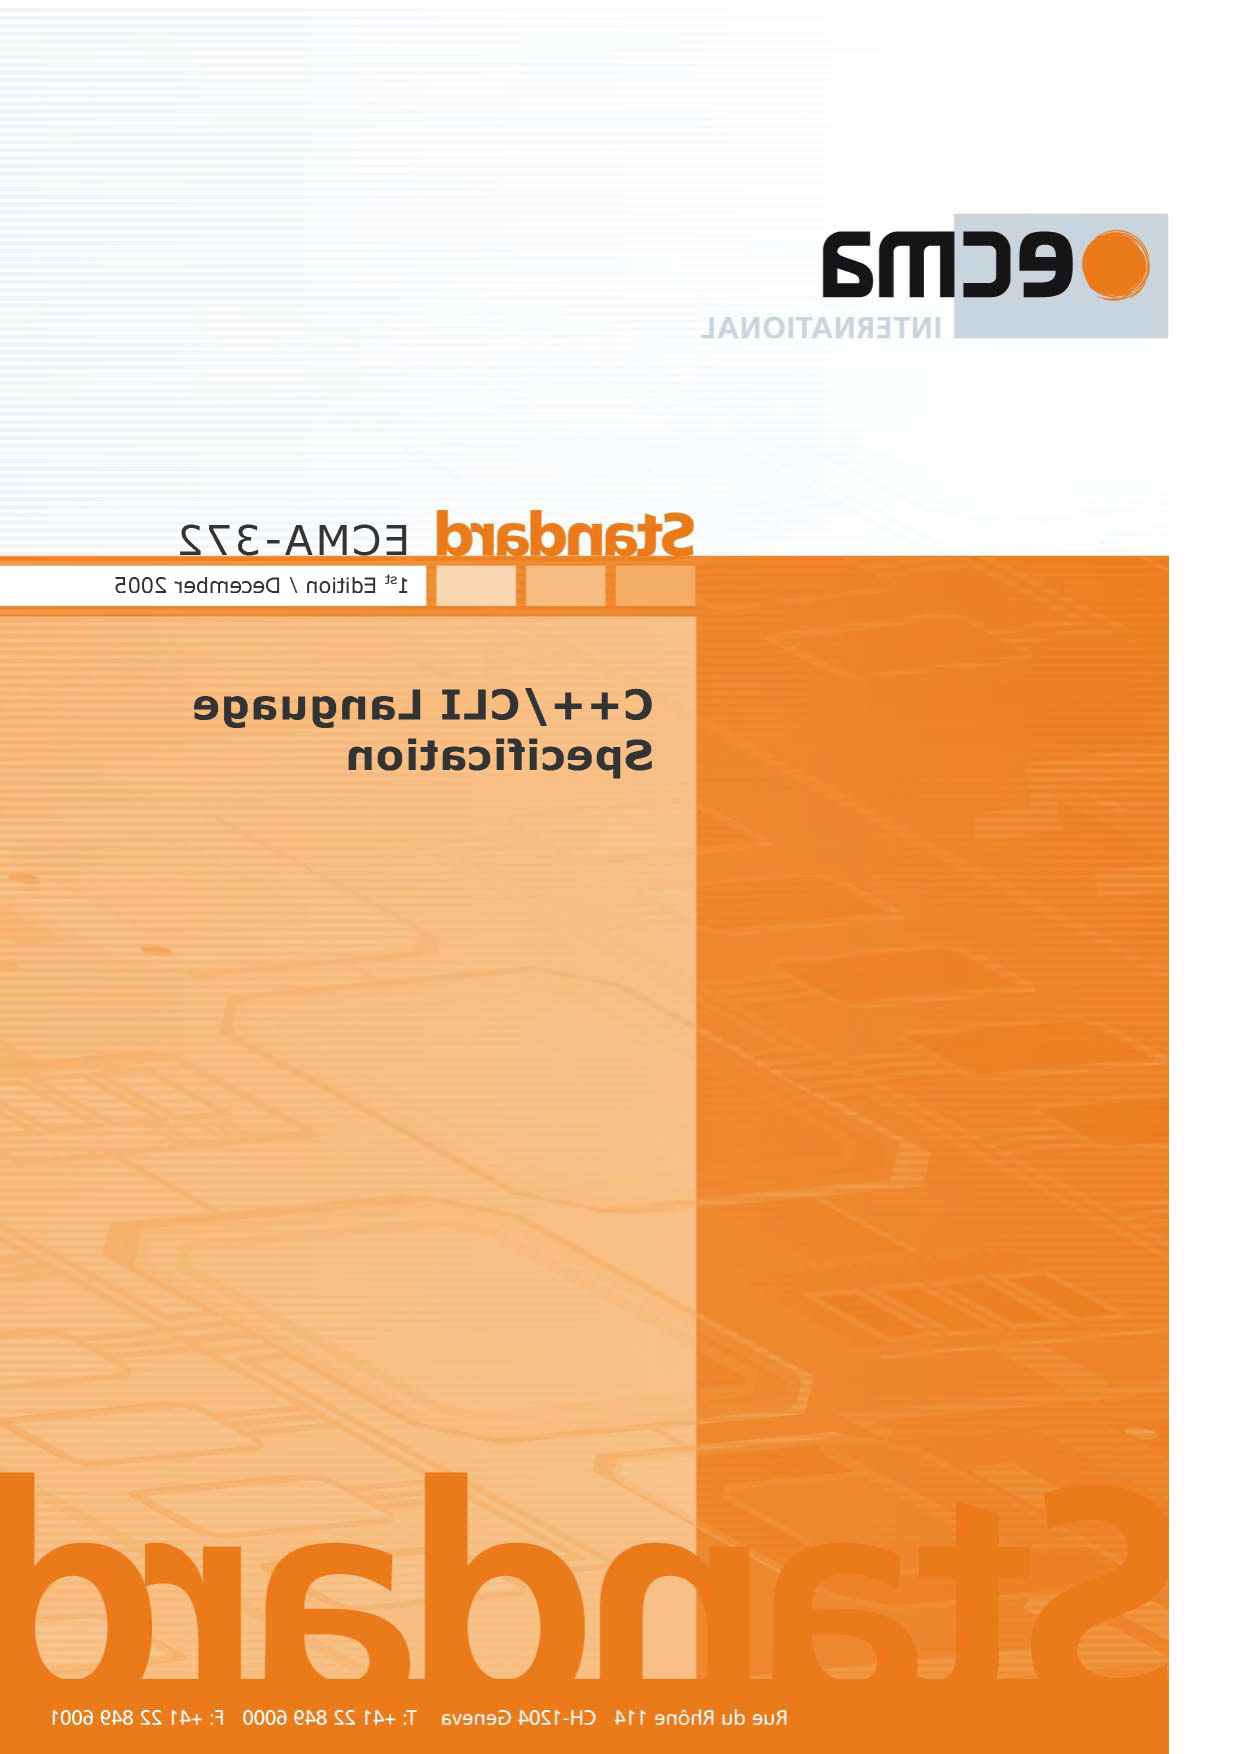 ecma
INTERNATIONAL
Standard ECMA-372
1st Edition / December 2005
C++/CLI Language
Specification
Standard
Rue du Rhône 114 CH-1204 Geneva T: +41 22 849 6000 F: +41 22 849 6001